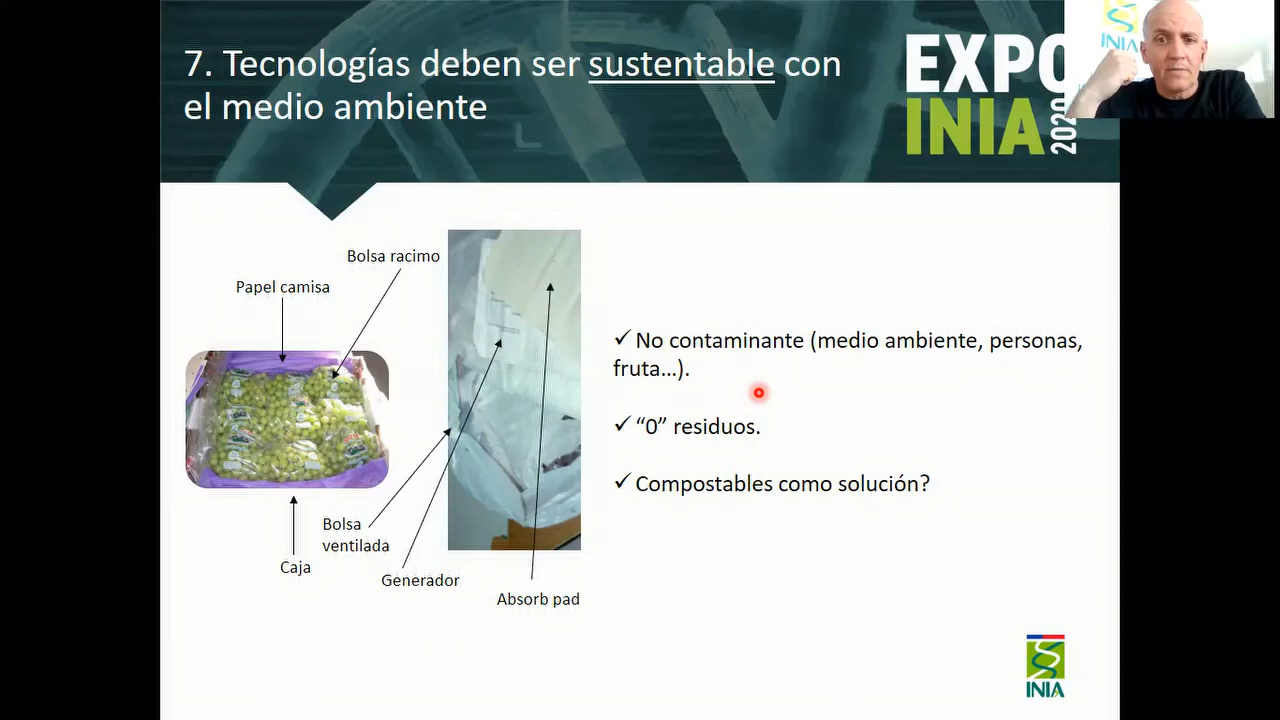 7. Tecnologías deben ser sustentable con
el medio ambiente
EXPO
INIA
2020
INIA
Bolsa racimo
Papel camisa
✓ No contaminante (medio ambiente, personas,
fruta...).
✓ “0” residuos.
✓ Compostables como solución?
Bolsa
ventilada
Caja
Generador
Absorb pad
INIA